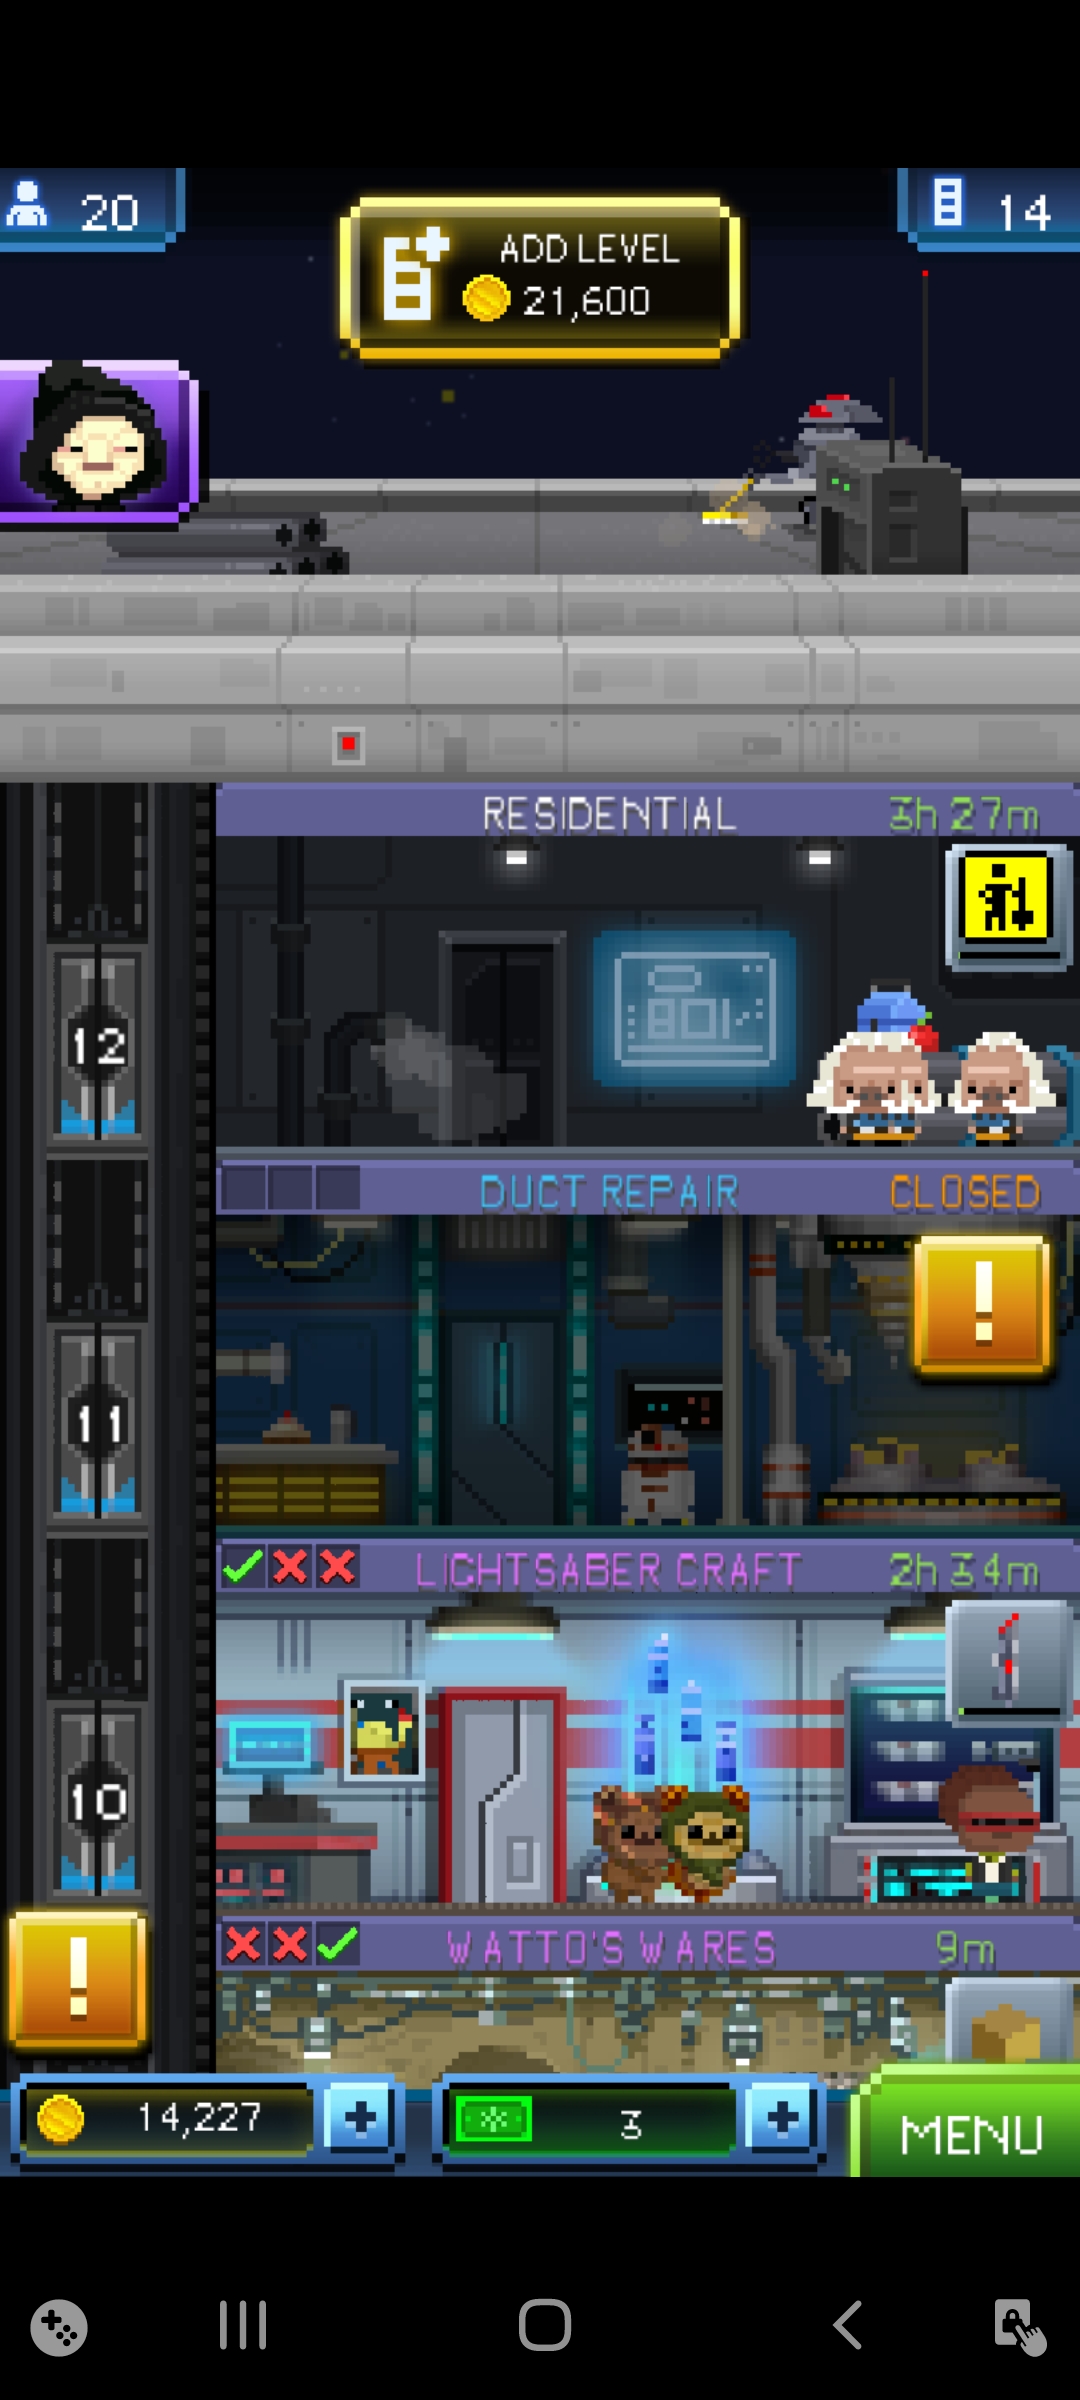 20
ADD LEVEL
21,600
14
RESIDENTIAL 3h 27m
12
DUCT REPAIR CLOSED
!
11
LIGHTSABER CRAFT 2h 34m
10
WATTO'S WARES 9m
!
14,227
3
MENU